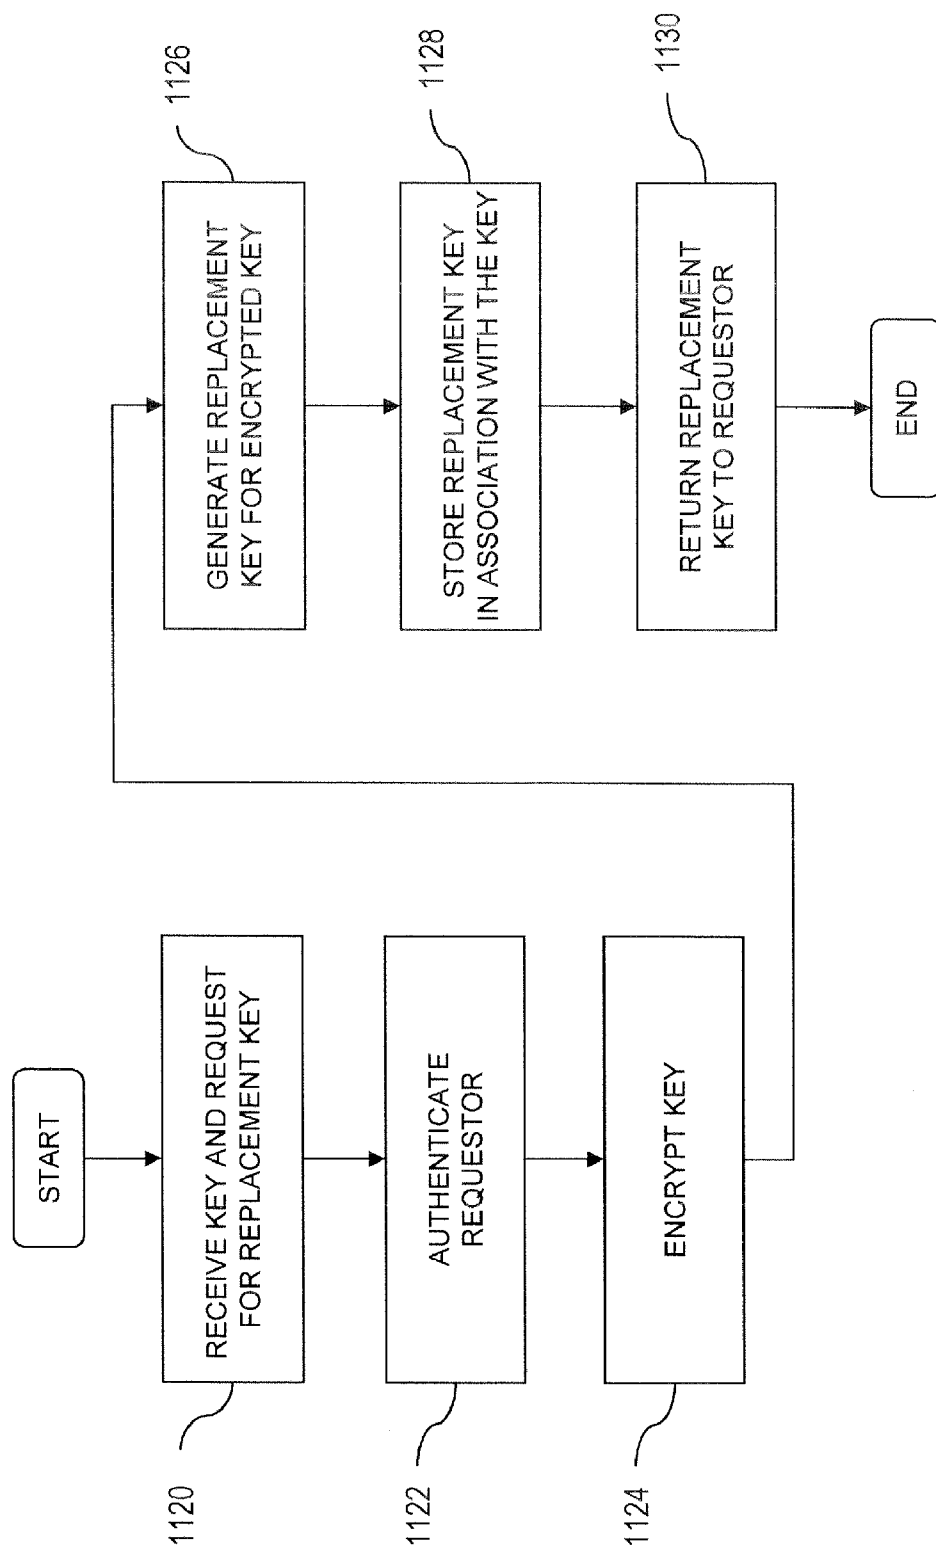 START
RECEIVE KEY AND REQUEST
FOR REPLACEMENT KEY
1120
AUTHENTICATE
REQUESTOR
1122
ENCRYPT KEY
1124
GENERATE REPLACEMENT
KEY FOR ENCRYPTED KEY
1126
STORE REPLACEMENT KEY
IN ASSOCIATION WITH THE KEY
1128
RETURN REPLACEMENT
KEY TO REQUESTOR
1130
END